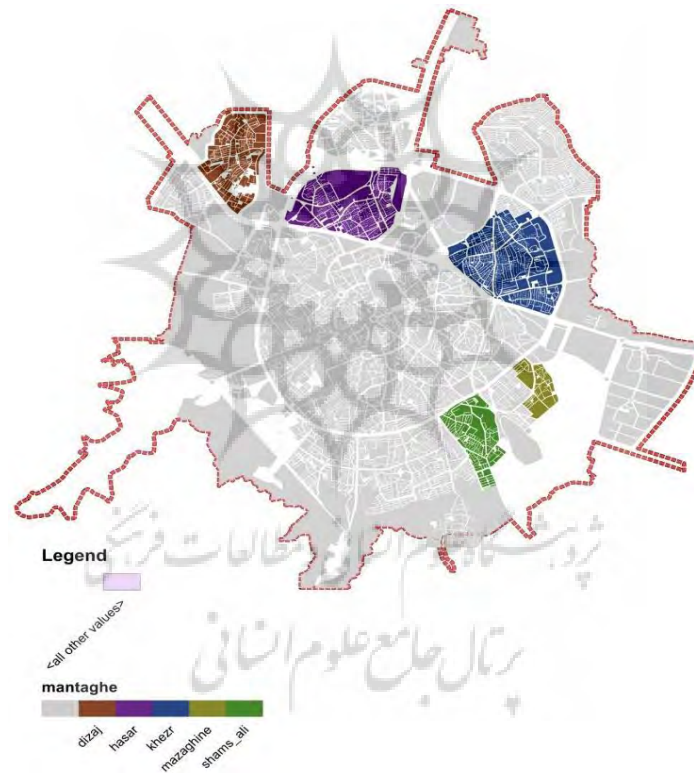 پژوهشگاه علوم انسانی و مطالعات فرهنگی
Legend
پرتال جامع علوم انسانی
<all other values>
mantaghe
dizaj
hasar
khezr
mazaghine
shams_ali